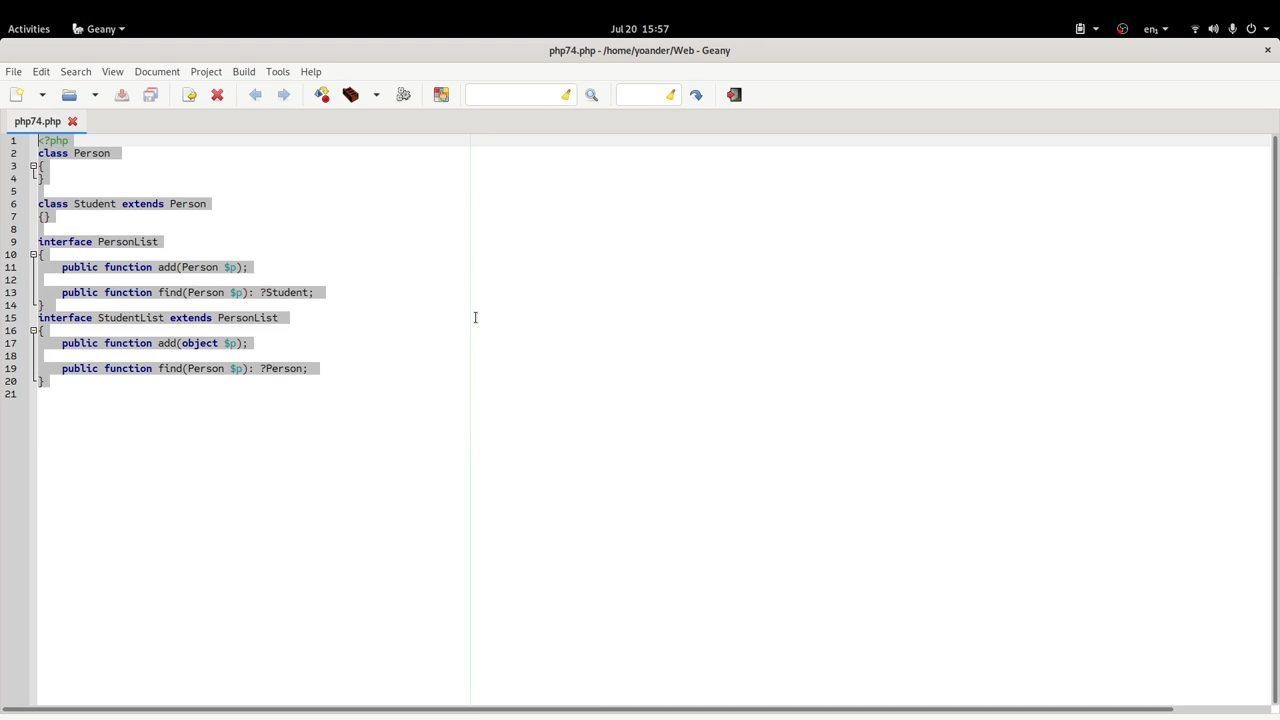 Activities Geany Jul 20 15:57 en₁
php74.php - /home/yoander/Web - Geany ×
File Edit Search View Document Project Build Tools Help
php74.php
1 <?php
2 class Person
3 {
4 }
5
6 class Student extends Person
7 {}
8
9 interface PersonList
10 {
11 public function add(Person $p);
12
13 public function find(Person $p): ?Student;
14 }
15 interface StudentList extends PersonList
16 {
17 public function add(object $p);
18
19 public function find(Person $p): ?Person;
20 }
21